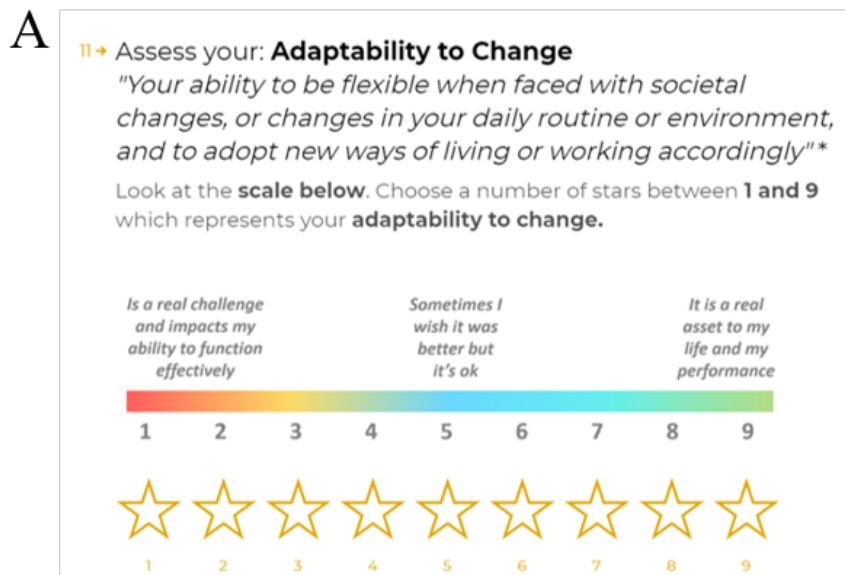 A
11→ Assess your: Adaptability to Change
"Your ability to be flexible when faced with societal
changes, or changes in your daily routine or environment,
and to adopt new ways of living or working accordingly"*
Look at the scale below. Choose a number of stars between 1 and 9
which represents your adaptability to change.
Is a real challenge
and impacts my
ability to function
effectively
Sometimes I
wish it was
better but
it's ok
It is a real
asset to my
life and my
performance
1 2 3 4 5 6 7 8 9
1 2 3 4 5 6 7 8 9